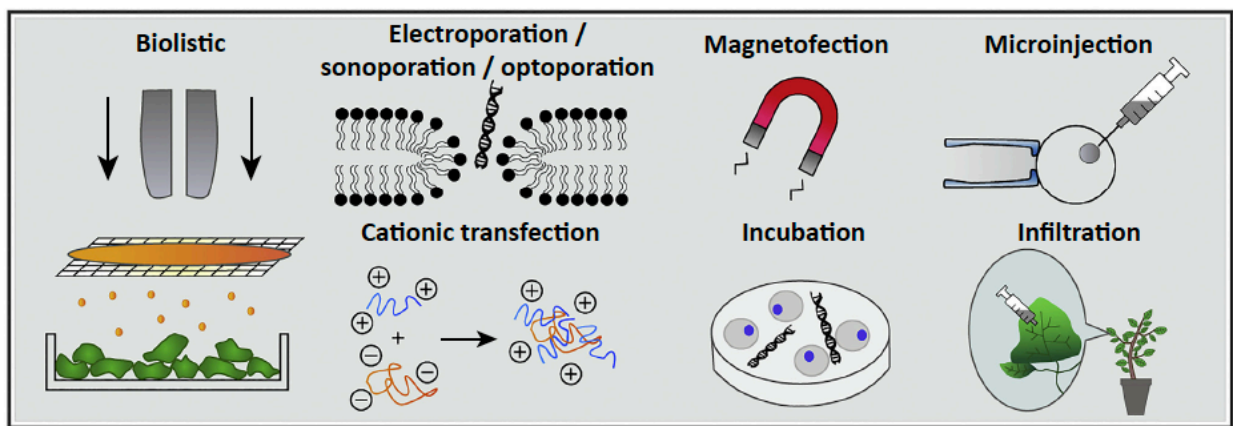 Biolistic
Electroporation /
sonoporation / optoporation
Magnetofection
Microinjection
Cationic transfection
Incubation
Infiltration
+
+
+
+
−
−
−
+
+
+
+